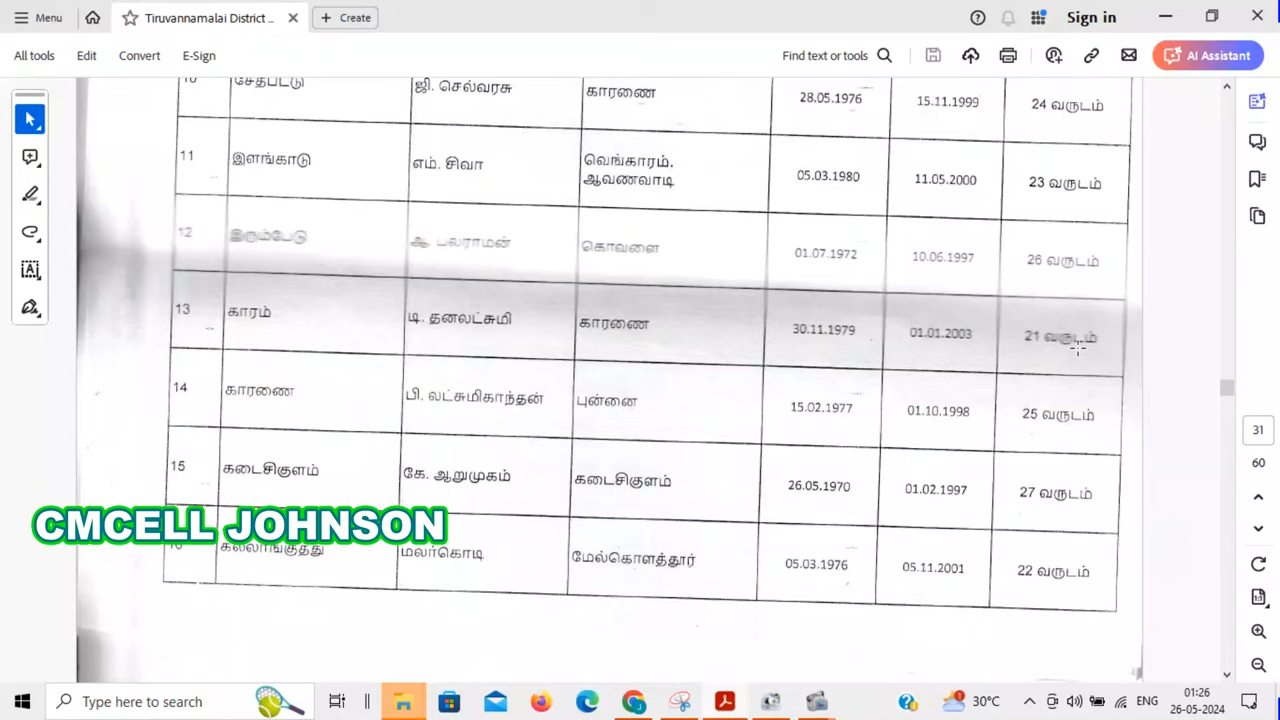 Menu
Tiruvannamalai District ...
Create
Sign in
All tools
Edit
Convert
E-Sign
Find text or tools
AI Assistant
10 சேதபட்டு ஜி. செல்வரசு காரணை 28.05.1976 15.11.1999 24 வருடம்
11 இளங்காடு எம். சிவா வெங்காரம். ஆவணவாடி 05.03.1980 11.05.2000 23 வருடம்
12 இரும்பேடு ஆ. பலராமன் கொவளை 01.07.1972 10.06.1997 26 வருடம்
13 காரம் டி. தனலட்சுமி காரணை 30.11.1979 01.01.2003 21 வருடம்
14 காரணை பி. லட்சுமிகாந்தன் புன்னை 15.02.1977 01.10.1998 25 வருடம்
15 கடைசிகுளம் கே. ஆறுமுகம் கடைசிகுளம் 26.05.1970 01.02.1997 27 வருடம்
மலர்கொடி மேல்கொளத்தூர் 05.03.1976 05.11.2001 22 வருடம்
CMCELL JOHNSON
31
60
Type here to search
30°C
ENG
01:26
26-05-2024